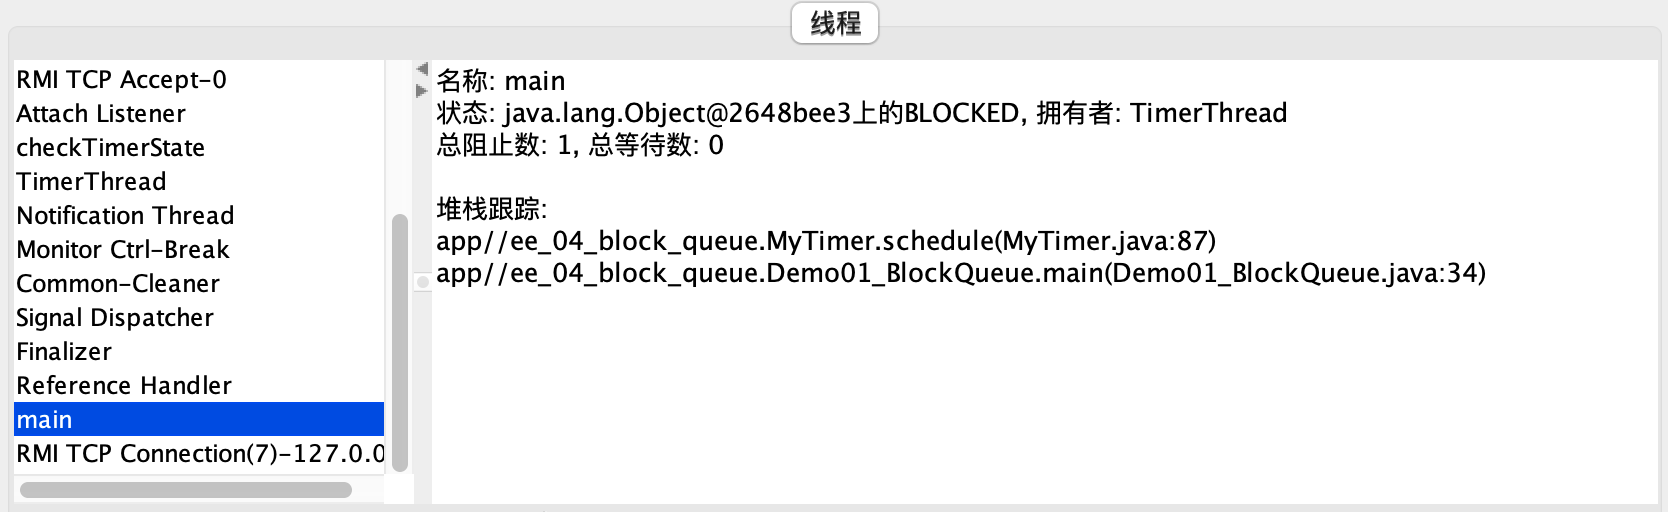 线程
RMI TCP Accept-0
Attach Listener
checkTimerState
TimerThread
Notification Thread
Monitor Ctrl-Break
Common-Cleaner
Signal Dispatcher
Finalizer
Reference Handler
main
RMI TCP Connection(7)-127.0.0
名称: main
状态: java.lang.Object@2648bee3上的BLOCKED, 拥有者: TimerThread
总阻止数: 1, 总等待数: 0
堆栈跟踪:
app//ee_04_block_queue.MyTimer.schedule(MyTimer.java:87)
app//ee_04_block_queue.Demo01_BlockQueue.main(Demo01_BlockQueue.java:34)